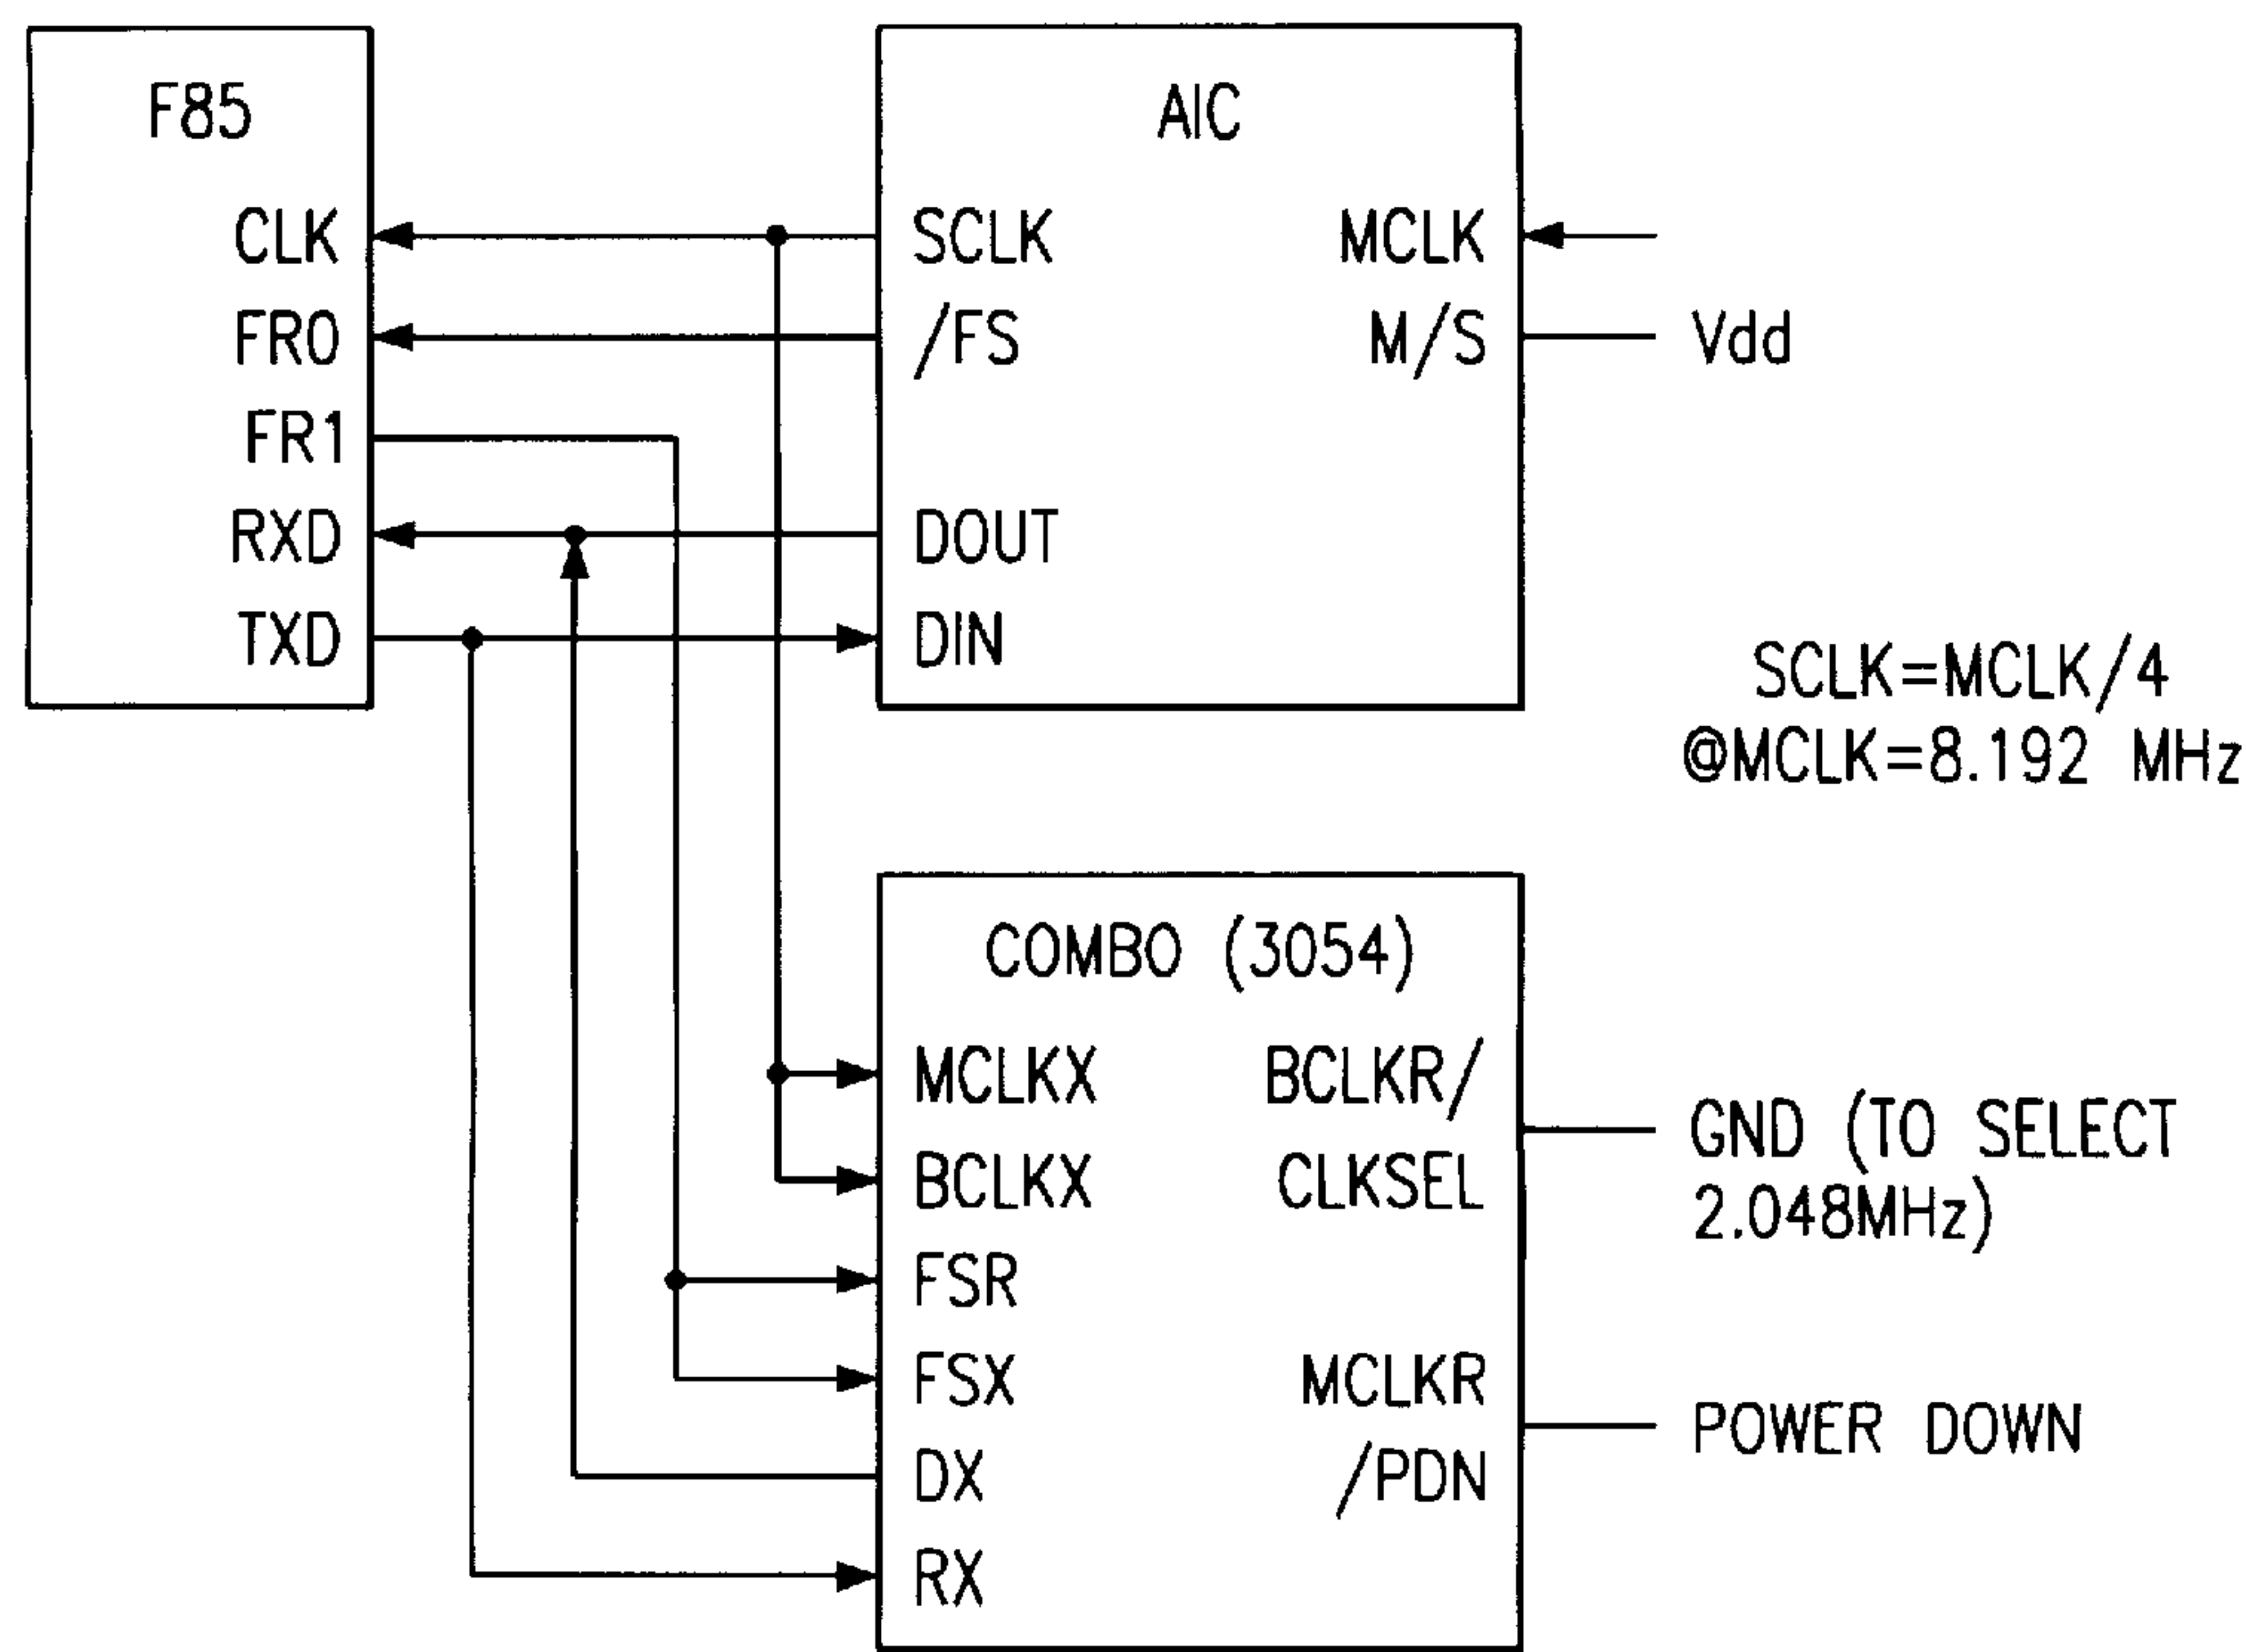 F85
CLK
FR0
FR1
RXD
TXD
AIC
SCLK
/FS
DOUT
DIN
MCLK
M/S
Vdd
SCLK=MCLK/4
@MCLK=8.192 MHz
COMBO (3054)
MCLKX
BCLKX
FSR
FSX
DX
RX
BCLKR/
CLKSEL
MCLKR
/PDN
GND (TO SELECT
2.048MHz)
POWER DOWN